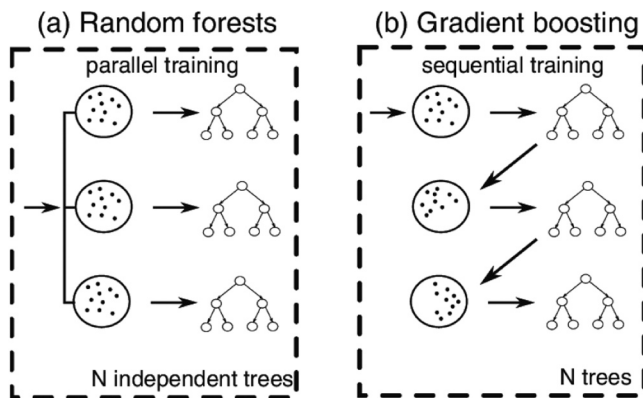 (a) Random forests
parallel training
N independent trees
(b) Gradient boosting
sequential training
N trees